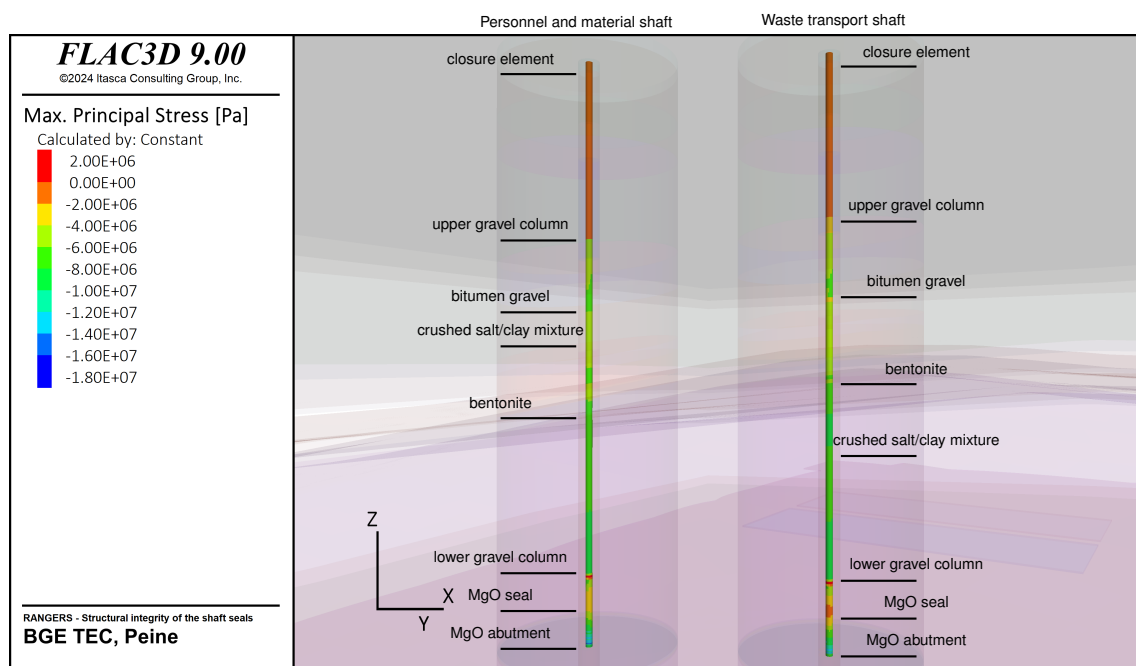 Personnel and material shaft
Waste transport shaft
FLAC3D 9.00
©2024 Itasca Consulting Group, Inc.
Max. Principal Stress [Pa]
Calculated by: Constant
2.00E+06
0.00E+00
-2.00E+06
-4.00E+06
-6.00E+06
-8.00E+06
-1.00E+07
-1.20E+07
-1.40E+07
-1.60E+07
-1.80E+07
RANGERS - Structural integrity of the shaft seals
BGE TEC, Peine
closure element
upper gravel column
bitumen gravel
crushed salt/clay mixture
bentonite
lower gravel column
MgO seal
MgO abutment
Z
X
Y
closure element
upper gravel column
bitumen gravel
bentonite
crushed salt/clay mixture
lower gravel column
MgO seal
MgO abutment